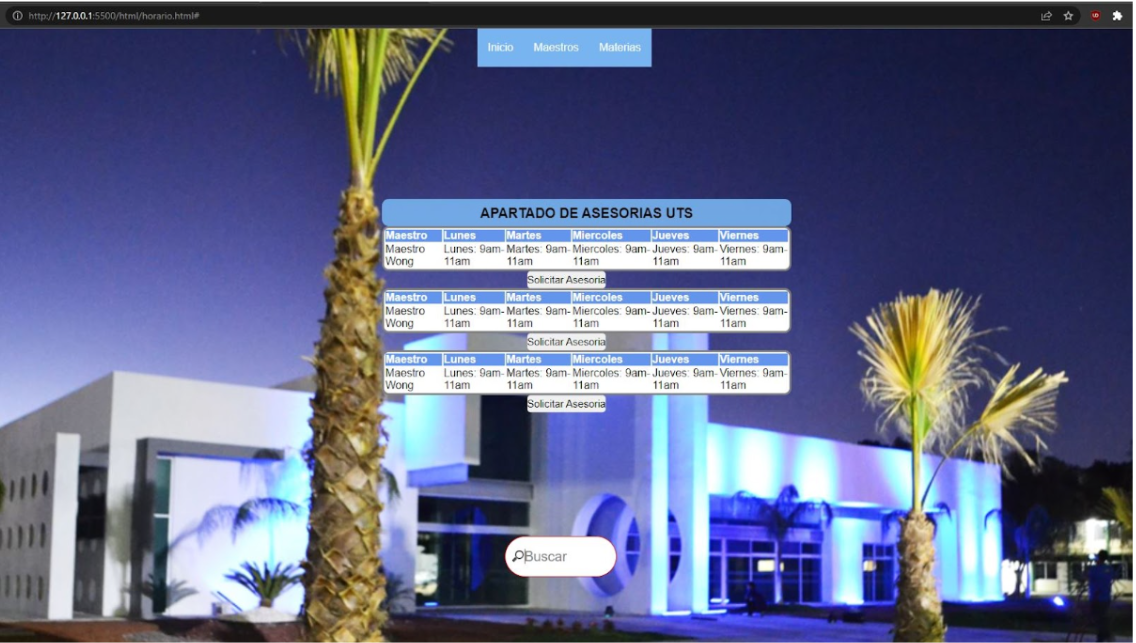 http://127.0.0.1:5500/html/horario.html#
Inicio Maestros Materias
APARTADO DE ASESORIAS UTS
Maestro Lunes Martes Miercoles Jueves Viernes
Maestro Lunes: 9am- Martes: 9am- Miercoles: 9am- Jueves: 9am- Viernes: 9am-
Wong 11am 11am 11am 11am 11am
Solicitar Asesoria
Maestro Lunes Martes Miercoles Jueves Viernes
Maestro Lunes: 9am- Martes: 9am- Miercoles: 9am- Jueves: 9am- Viernes: 9am-
Wong 11am 11am 11am 11am 11am
Solicitar Asesoria
Maestro Lunes Martes Miercoles Jueves Viernes
Maestro Lunes: 9am- Martes: 9am- Miercoles: 9am- Jueves: 9am- Viernes: 9am-
Wong 11am 11am 11am 11am 11am
Solicitar Asesoria
Buscar